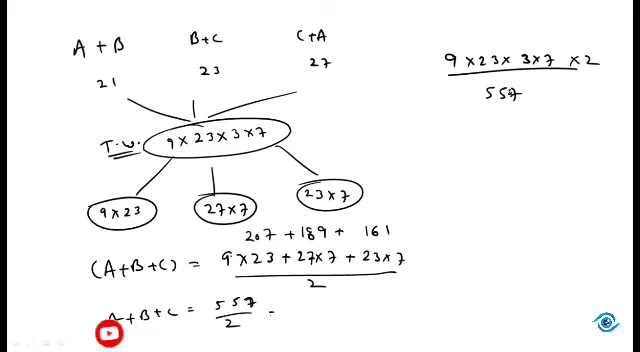 A + B B+C C+A
21 23 27
9 × 23 × 3 × 7 × 2
557
T.W. 9 × 23 × 3 × 7
9 × 23 27 × 7 23 × 7
207 + 189 + 161
(A+B+C) = 9 × 23 + 27 × 7 + 23 × 7
2
A+B+C = 557 =
2